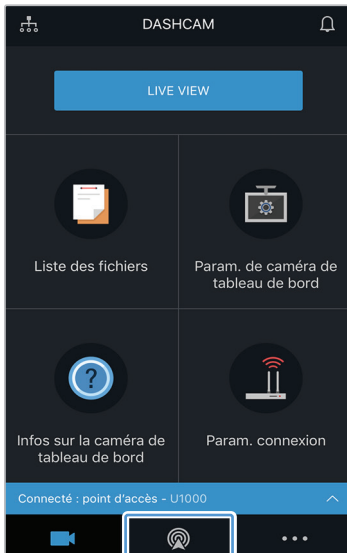 DASHCAM
LIVE VIEW
Liste des fichiers
Param. de caméra de
tableau de bord
?
Infos sur la caméra de
tableau de bord
Param. connexion
Connecté : point d'accès - U1000